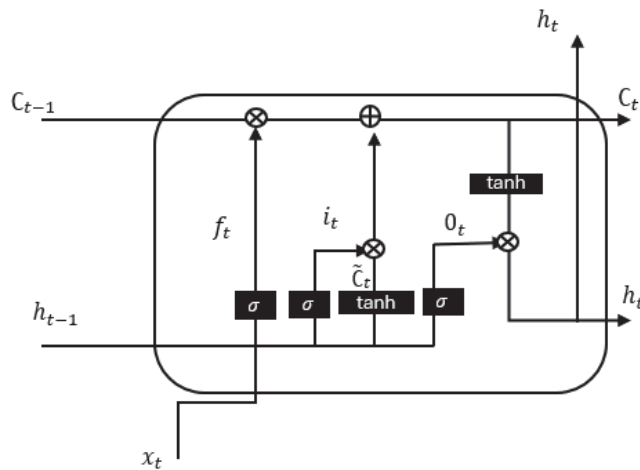 h_t
C_{t−1}
C_t
tanh
f_t
i_t
0_t
C̃_t
σ
σ
tanh
σ
h_{t−1}
h_t
x_t